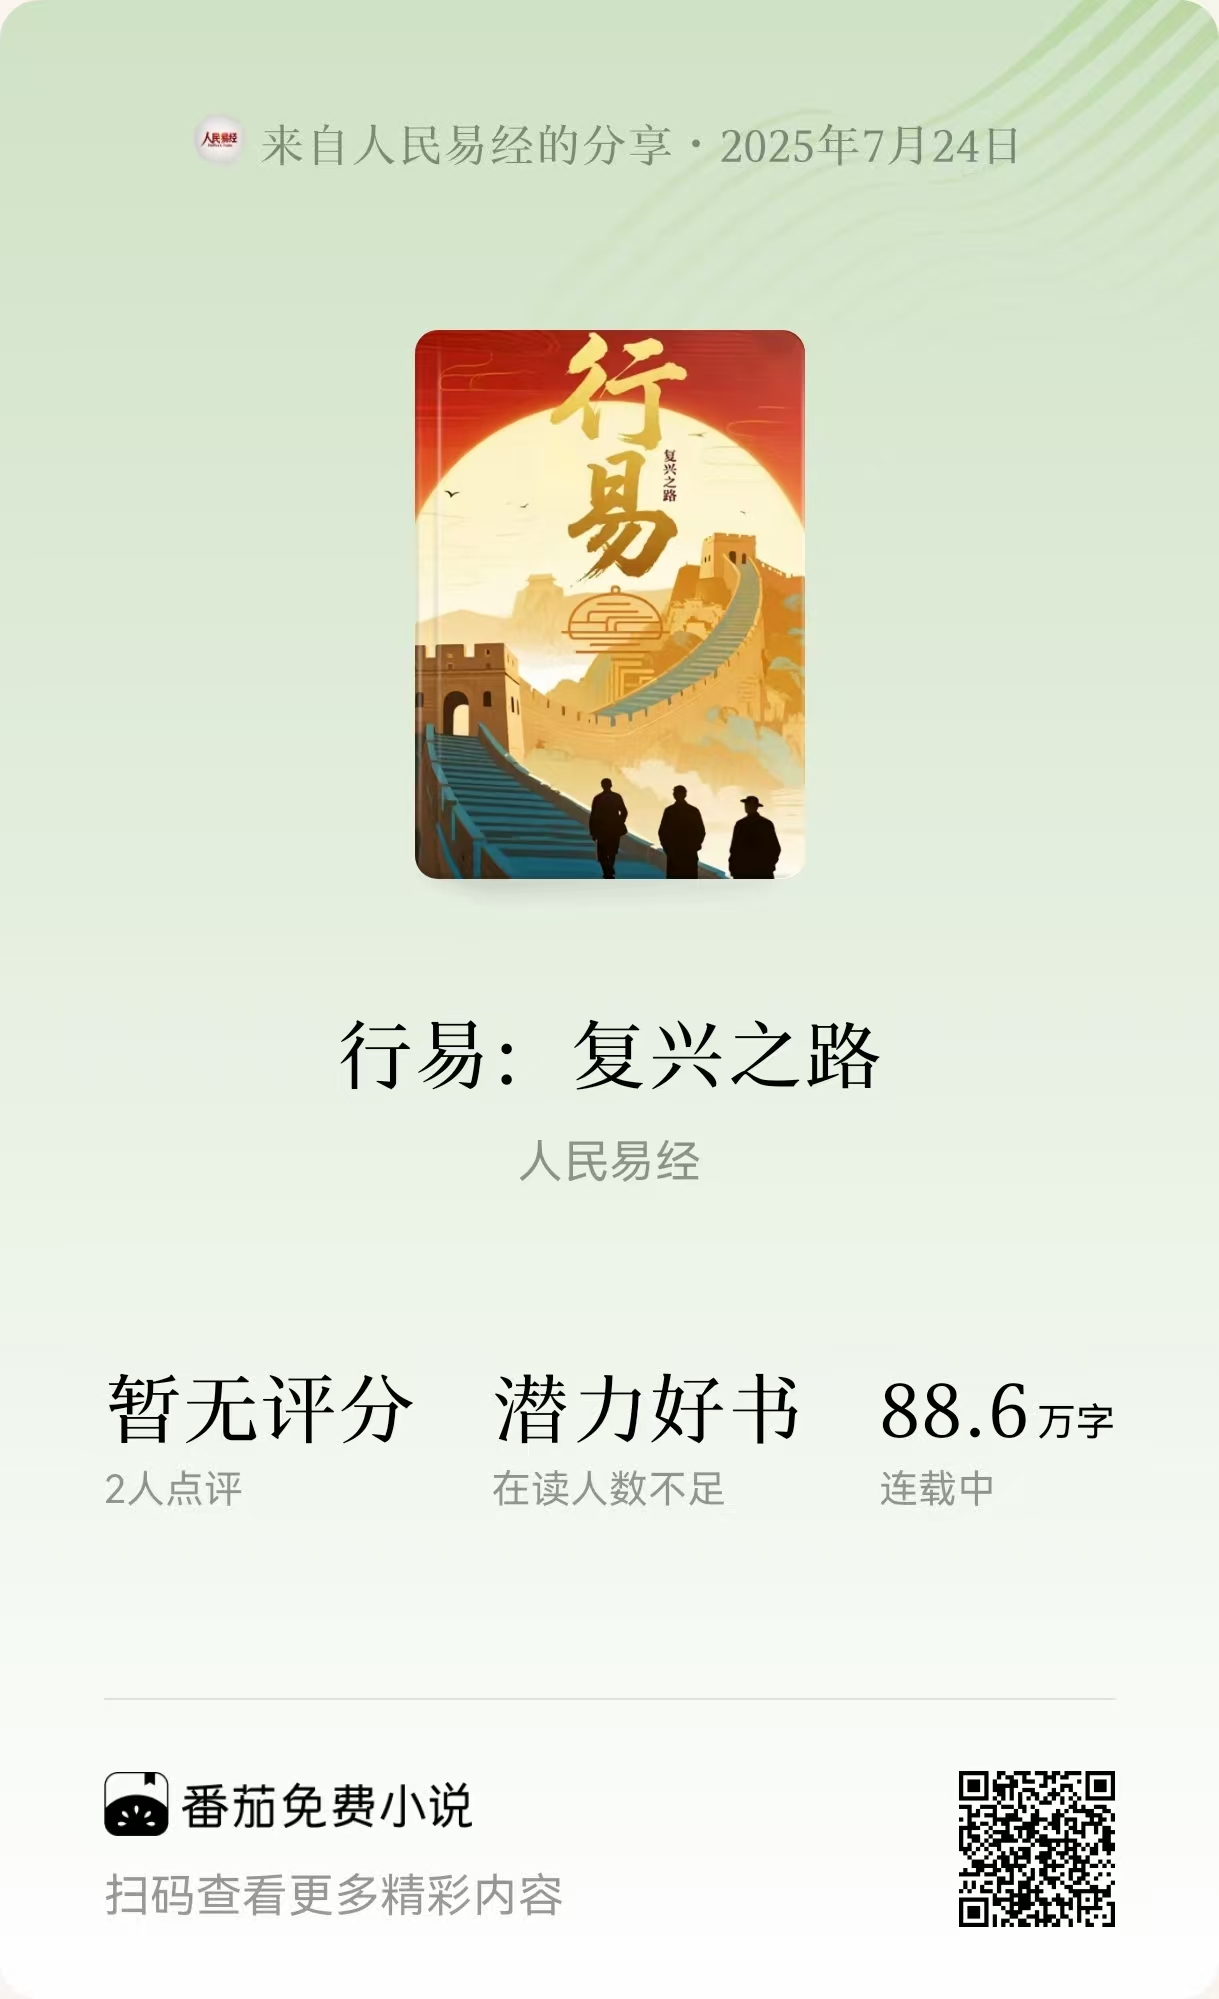 人民易经
来自人民易经的分享·2025年7月24日
行易
复兴之路
行易：复兴之路
人民易经
暂无评分
2人点评
潜力好书
在读人数不足
88.6万字
连载中
番茄免费小说
扫码查看更多精彩内容